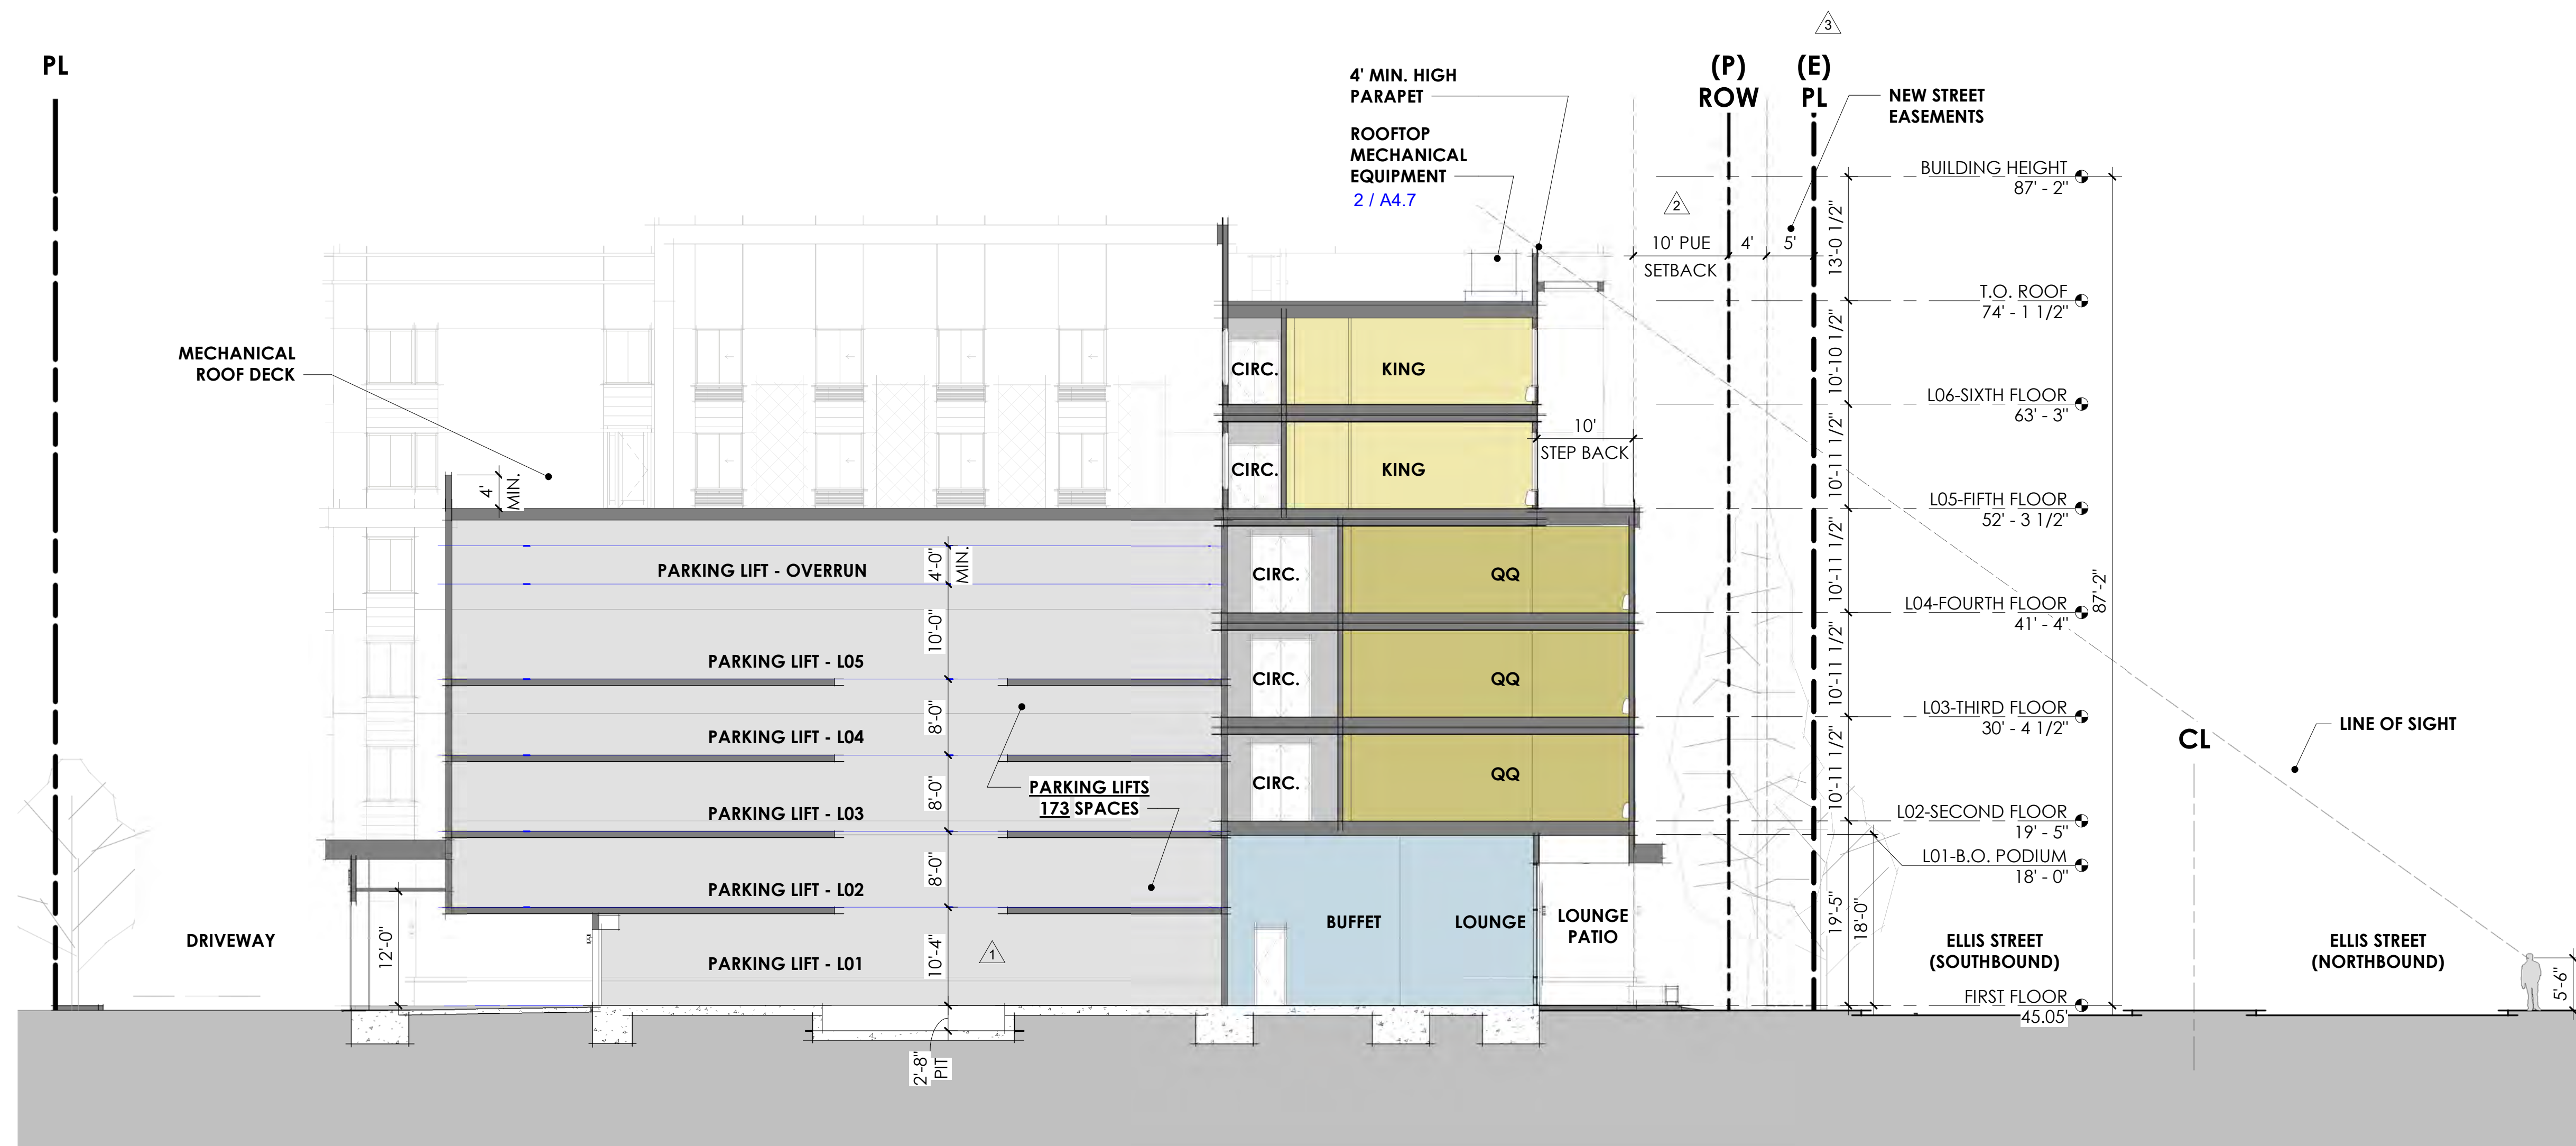 3
PL
4' MIN. HIGH
PARAPET
ROOFTOP
MECHANICAL
EQUIPMENT
2 / A4.7
(P)
ROW
(E)
PL
NEW STREET
EASEMENTS
2
10' PUE
SETBACK
4'
5'
13'-0 1/2"
BUILDING HEIGHT
87' - 2"
T.O. ROOF
74' - 1 1/2"
10'-10 1/2"
L06-SIXTH FLOOR
63' - 3"
10'-11 1/2"
L05-FIFTH FLOOR
52' - 3 1/2"
10'-11 1/2"
L04-FOURTH FLOOR
41' - 4"
87'-2"
10'-11 1/2"
L03-THIRD FLOOR
30' - 4 1/2"
10'-11 1/2"
L02-SECOND FLOOR
19' - 5"
L01-B.O. PODIUM
18' - 0"
19'-5"
18'-0"
FIRST FLOOR
45.05'
MECHANICAL
ROOF DECK
4'
MIN.
CIRC.
KING
CIRC.
KING
10'
STEP BACK
PARKING LIFT - OVERRUN
4'-0"
MIN.
10'-0"
PARKING LIFT - L05
8'-0"
PARKING LIFT - L04
8'-0"
PARKING LIFTS
173 SPACES
PARKING LIFT - L03
8'-0"
PARKING LIFT - L02
10'-4"
1
PARKING LIFT - L01
2'-8"
PIT
CIRC.
QQ
CIRC.
QQ
CIRC.
QQ
BUFFET
LOUNGE
LOUNGE
PATIO
DRIVEWAY
12'-0"
CL
LINE OF SIGHT
ELLIS STREET
(SOUTHBOUND)
ELLIS STREET
(NORTHBOUND)
5'-6"